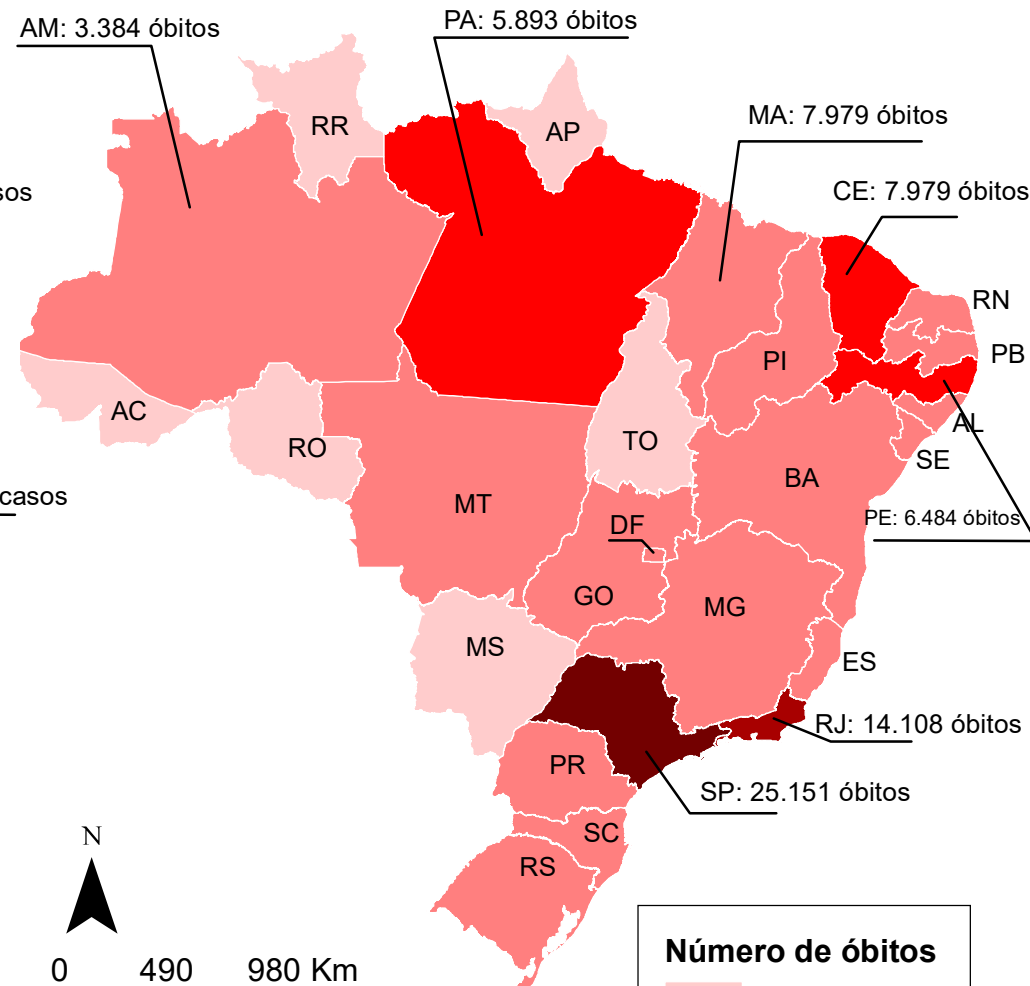 AM: 3.384 óbitos
PA: 5.893 óbitos
RR
AP
MA: 7.979 óbitos
CE: 7.979 óbitos
RN
PB
PI
AC
RO
TO
AL
SE
BA
casos
MT
PE: 6.484 óbitos
DF
GO
MG
MS
ES
RJ: 14.108 óbitos
PR
SP: 25.151 óbitos
SC
RS
N
0 490 980 Km
Número de óbitos